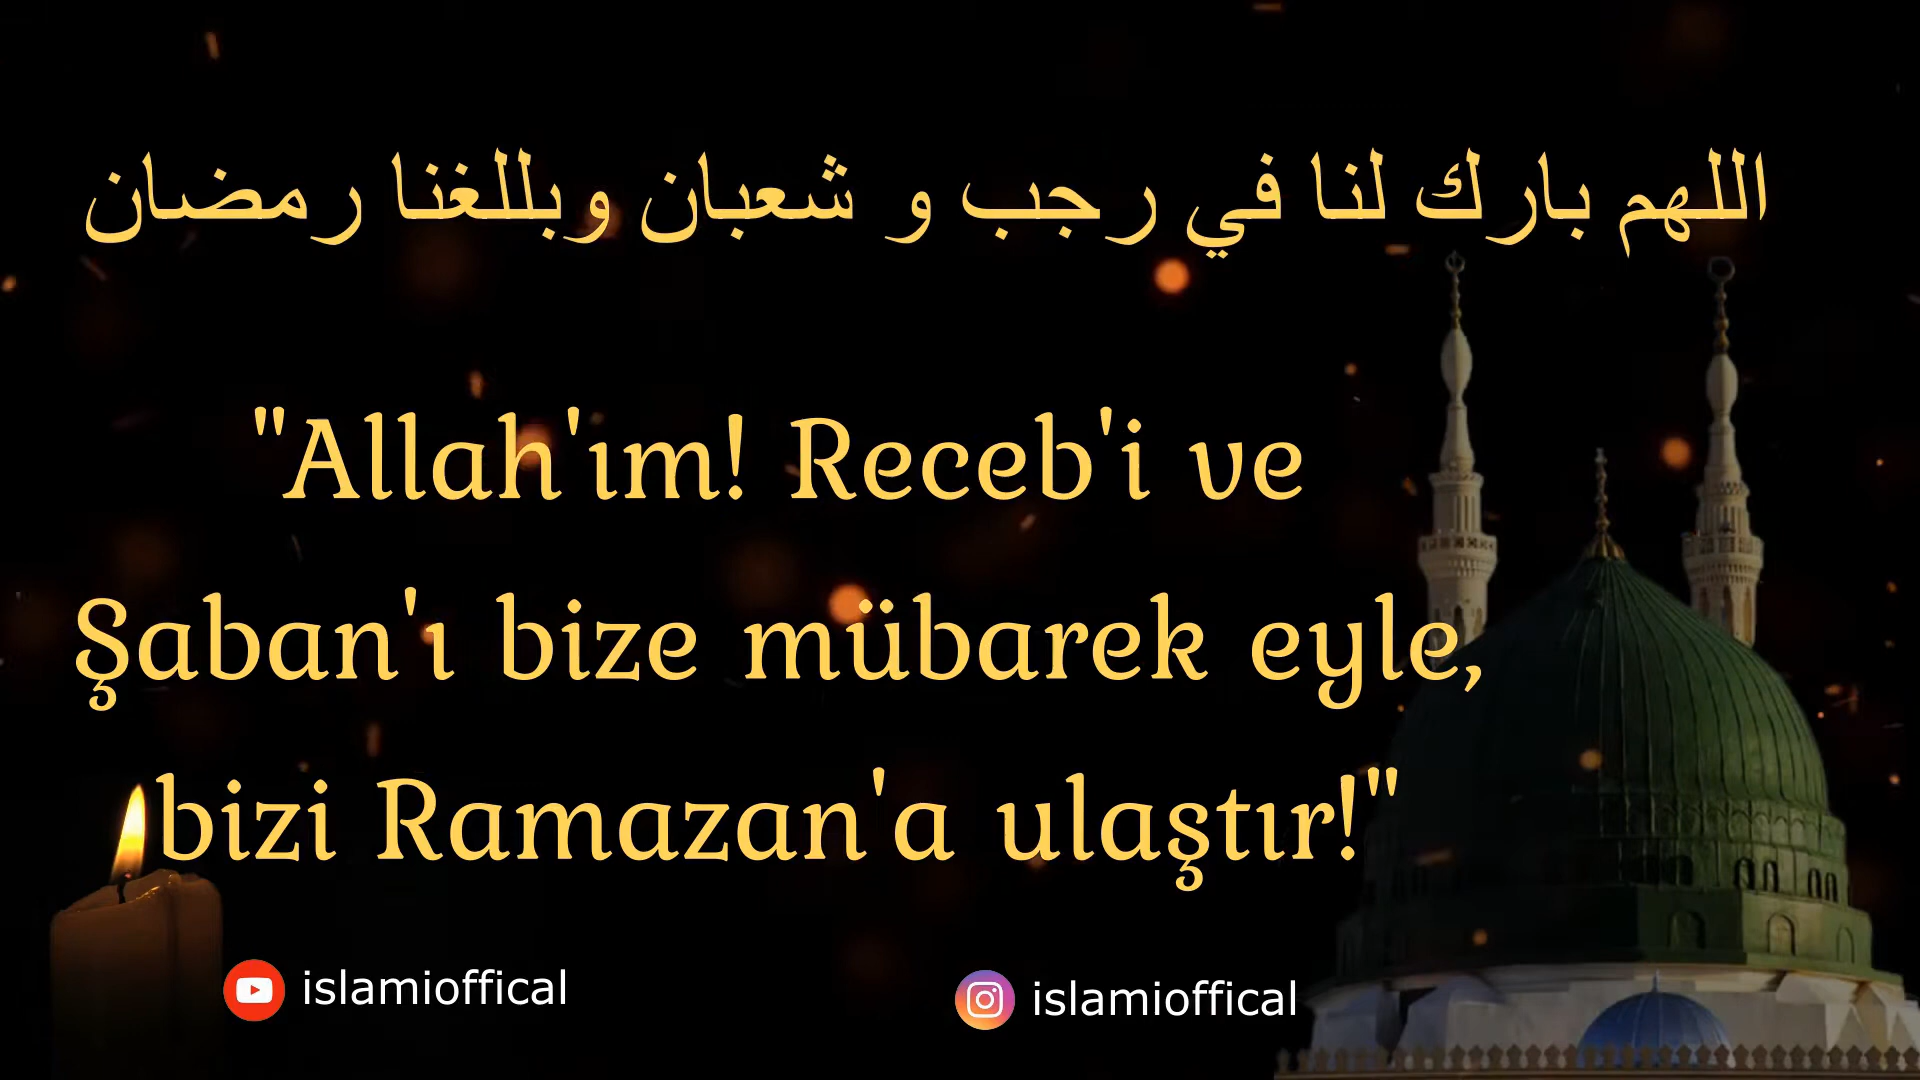 اللهم بارك لنا في رجب و شعبان وبللغنا رمضان
"Allah'ım! Receb'i ve
Şaban'ı bize mübarek eyle,
bizi Ramazan'a ulaştır!"
islamioffical
islamioffical